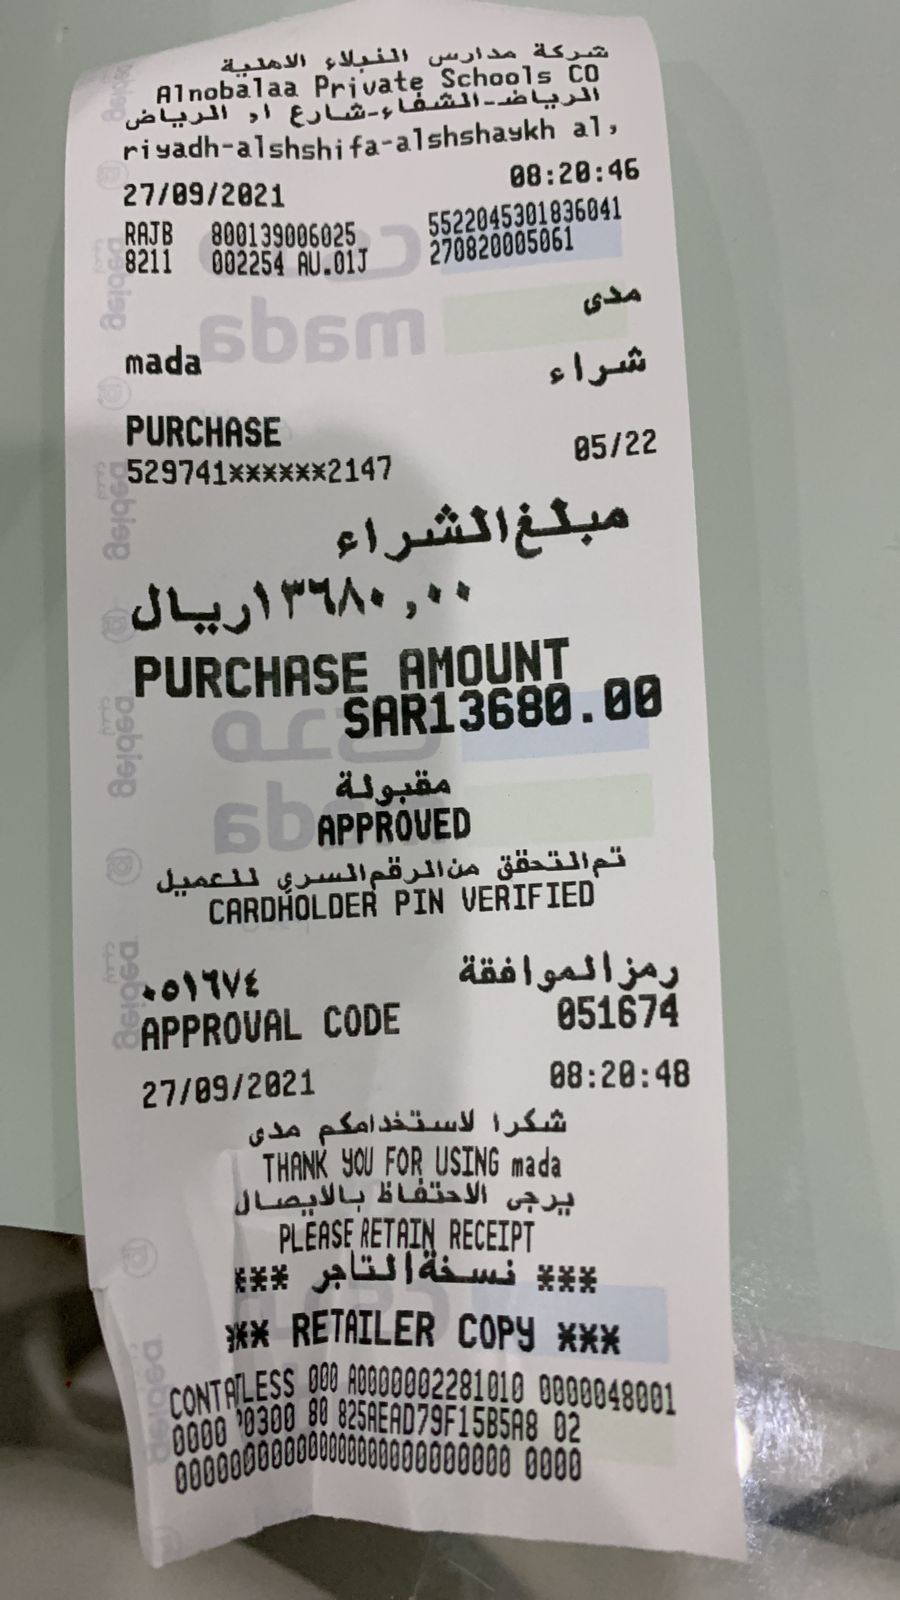 شركة مدارس النبلاء الاهلية
Alnobalaa Private Schools CO
الرياض-الشفاء-شارع ا, الرياض
riyadh-alshshifa-alshshaykh al,
27/09/2021 08:20:46
RAJB 800139006025 5522045301836041
8211 002254 AU.01J 270820005061
مدى
mada
شراء
PURCHASE
529741******2147 05/22
مبلغ الشراء
١٣٦٨٠,٠٠ ريال
PURCHASE AMOUNT
SAR13680.00
مقبولة
APPROVED
تم التحقق من الرقم السري للعميل
CARDHOLDER PIN VERIFIED
رمز الموافقة ٠٥١٦٧٤
APPROVAL CODE 051674
27/09/2021 08:20:48
شكرا لاستخدامكم مدى
THANK YOU FOR USING mada
يرجى الاحتفاظ بالايصال
PLEASE RETAIN RECEIPT
*** نسخة التاجر ***
*** RETAILER COPY ***
000 A0000002281010 0000048001
0000 0300 80 825AEAD79F15B5A8 02
0000